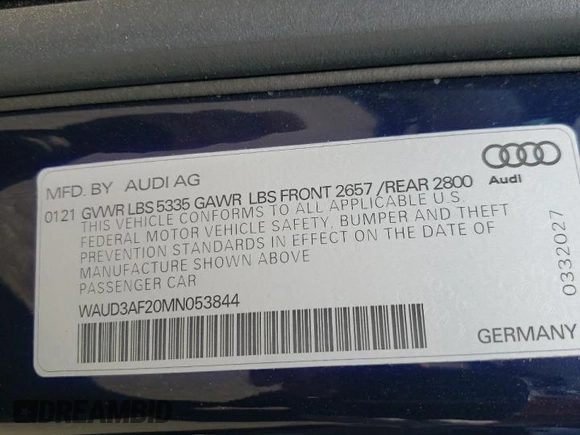 MFD. BY AUDI AG
Audi
0121 GVWR LBS 5335 GAWR LBS FRONT 2657 /REAR 2800
THIS VEHICLE CONFORMS TO ALL APPLICABLE U.S.
FEDERAL MOTOR VEHICLE SAFETY, BUMPER AND THEFT
PREVENTION STANDARDS IN EFFECT ON THE DATE OF
MANUFACTURE SHOWN ABOVE
PASSENGER CAR
WAUD3AF20MN053844
0332027
GERMANY
DREAMBID